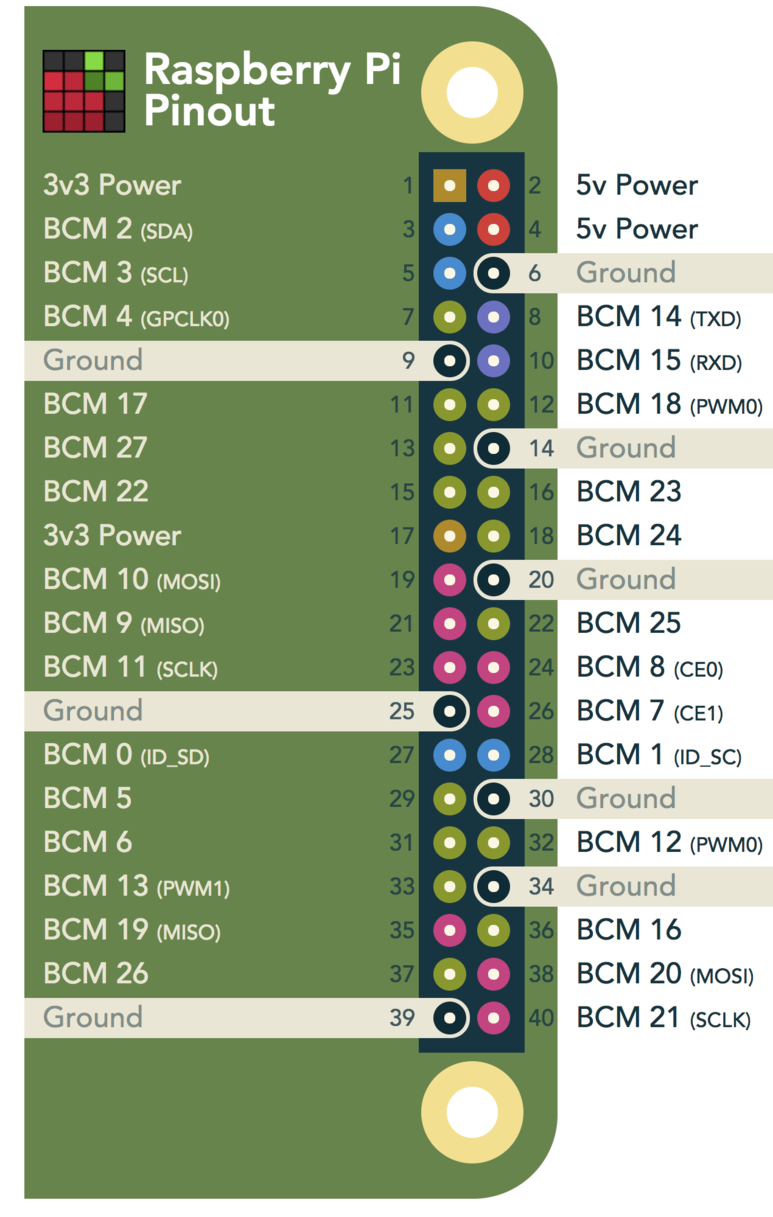 Raspberry Pi
Pinout
3v3 Power 1 2 5v Power
BCM 2 (SDA) 3 4 5v Power
BCM 3 (SCL) 5 6 Ground
BCM 4 (GPCLK0) 7 8 BCM 14 (TXD)
Ground 9 10 BCM 15 (RXD)
BCM 17 11 12 BCM 18 (PWM0)
BCM 27 13 14 Ground
BCM 22 15 16 BCM 23
3v3 Power 17 18 BCM 24
BCM 10 (MOSI) 19 20 Ground
BCM 9 (MISO) 21 22 BCM 25
BCM 11 (SCLK) 23 24 BCM 8 (CE0)
Ground 25 26 BCM 7 (CE1)
BCM 0 (ID_SD) 27 28 BCM 1 (ID_SC)
BCM 5 29 30 Ground
BCM 6 31 32 BCM 12 (PWM0)
BCM 13 (PWM1) 33 34 Ground
BCM 19 (MISO) 35 36 BCM 16
BCM 26 37 38 BCM 20 (MOSI)
Ground 39 40 BCM 21 (SCLK)